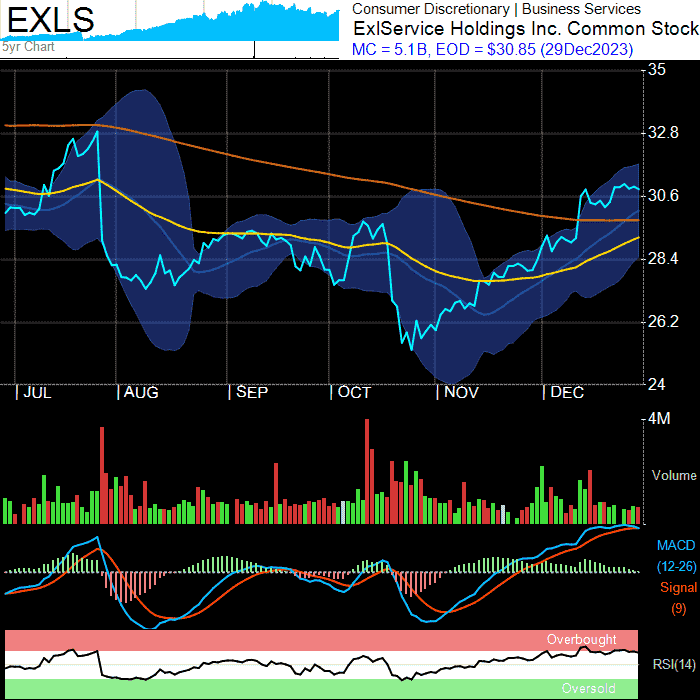 EXLS
5yr Chart
Consumer Discretionary | Business Services
ExlService Holdings Inc. Common Stock
MC = 5.1B, EOD = $30.85 (29Dec2023)
35
32.8
30.6
28.4
26.2
24
| JUL | AUG | SEP | OCT | NOV | DEC
4M
Volume
MACD
(12-26)
Signal
(9)
Overbought
RSI(14)
Oversold